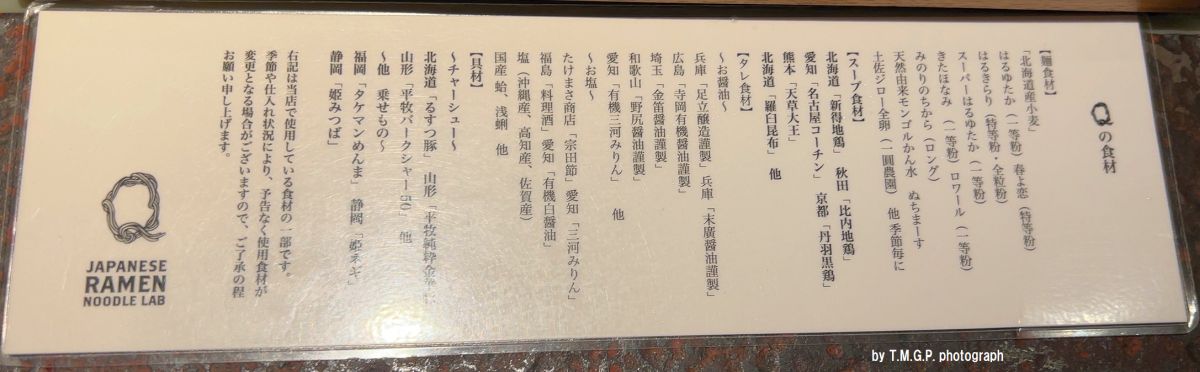 Qの食材
【麺食材】
「北海道産小麦」
はるゆたか（一等粉）春よ恋（特等粉）
はるきらり（特等粉・全粒粉）
スーパーはるゆたか（一等粉）
きたほなみ（一等粉）ロワール（一等粉）
みのりのちから（ロング）
天然由来モンゴルかん水　ぬちまーす
土佐ジロー全卵（一圓農園）　他 季節毎に
【スープ食材】
北海道「新得地鶏」　秋田「比内地鶏」
愛知「名古屋コーチン」　京都「丹羽黒鶏」
熊本「天草大王」
北海道「羅臼昆布」　他
【タレ食材】
〜お醤油〜
兵庫「足立醸造謹製」兵庫「末廣醤油謹製」
広島「寺岡有機醤油謹製」
埼玉「金笛醤油謹製」
和歌山「野尻醤油謹製」
愛知「有機三河みりん」　他
〜お塩〜
たけまさ商店「宗田節」愛知「三河みりん」
福島「料理酒」愛知「有機白醤油」
塩（沖縄産、高知産、佐賀産）
国産 蛤、浅蜊　他
【具材】
〜チャーシュー〜
北海道「るすつ豚」山形「平牧純粋金華
山形「平牧バークシャー50」他
〜他　乗せもの〜
福岡「タケマンめんま」　静岡「姫ネギ」
静岡「姫みつば」
右記は当店で使用している食材の一部です。
季節や仕入れ状況により、予告なく使用食材が
変更となる場合がございますので、ご了承の程
お願い申し上げます。
JAPANESE
RAMEN
NOODLE LAB
by T.M.G.P. photograph